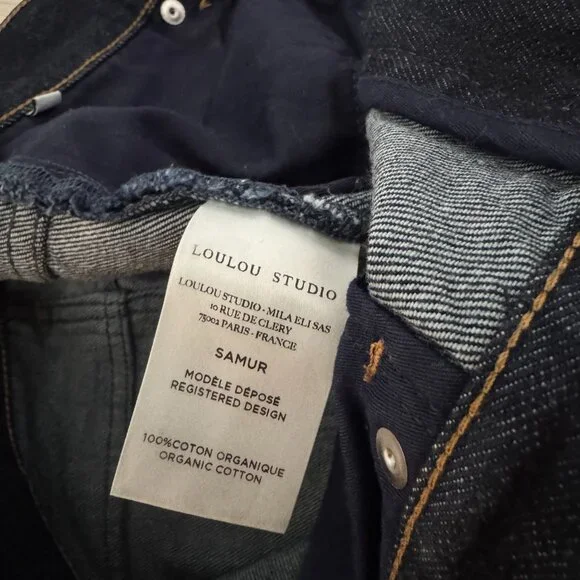 LOULOU STUDIO
LOULOU STUDIO - MILA ELI SAS
10 RUE DE CLERY
75002 PARIS - FRANCE
SAMUR
MODÈLE DÉPOSÉ
REGISTERED DESIGN
100%COTON ORGANIQUE
ORGANIC COTTON